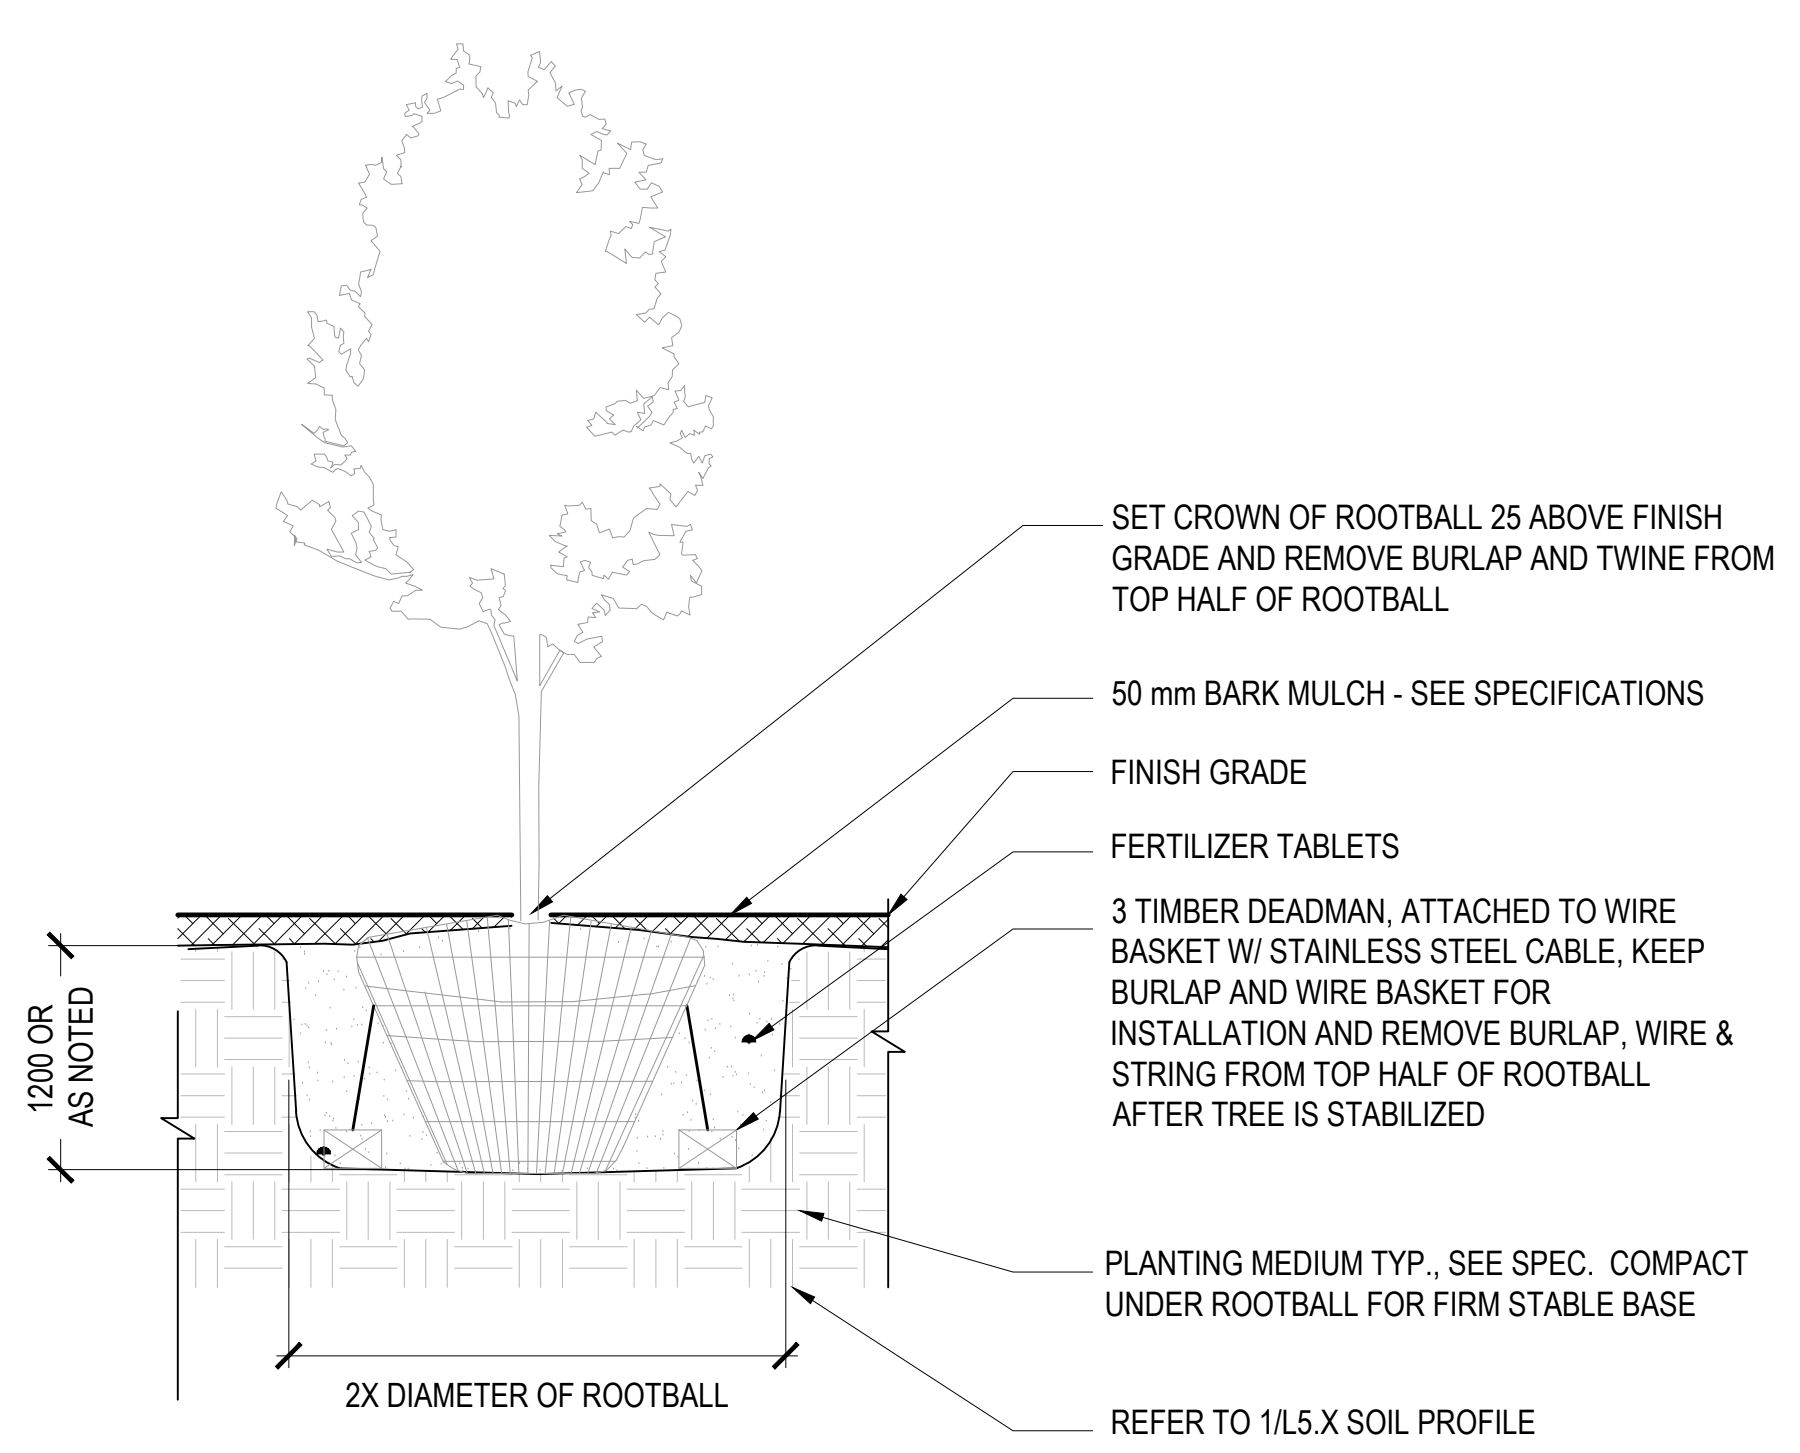 SET CROWN OF ROOTBALL 25 ABOVE FINISH
GRADE AND REMOVE BURLAP AND TWINE FROM
TOP HALF OF ROOTBALL
50 mm BARK MULCH - SEE SPECIFICATIONS
FINISH GRADE
FERTILIZER TABLETS
3 TIMBER DEADMAN, ATTACHED TO WIRE
BASKET W/ STAINLESS STEEL CABLE, KEEP
BURLAP AND WIRE BASKET FOR
INSTALLATION AND REMOVE BURLAP, WIRE &
STRING FROM TOP HALF OF ROOTBALL
AFTER TREE IS STABILIZED
1200 OR
AS NOTED
PLANTING MEDIUM TYP., SEE SPEC.  COMPACT
UNDER ROOTBALL FOR FIRM STABLE BASE
2X DIAMETER OF ROOTBALL
REFER TO 1/L5.X SOIL PROFILE